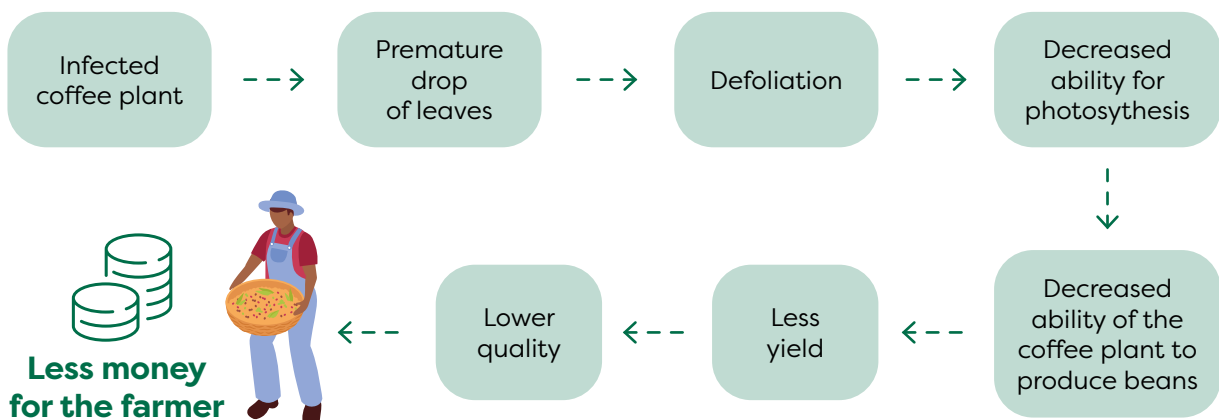 Infected
coffee plant
Premature
drop
of leaves
Defoliation
Decreased
ability for
photosythesis
Decreased
ability of the
coffee plant to
produce beans
Less
yield
Lower
quality
Less money
for the farmer